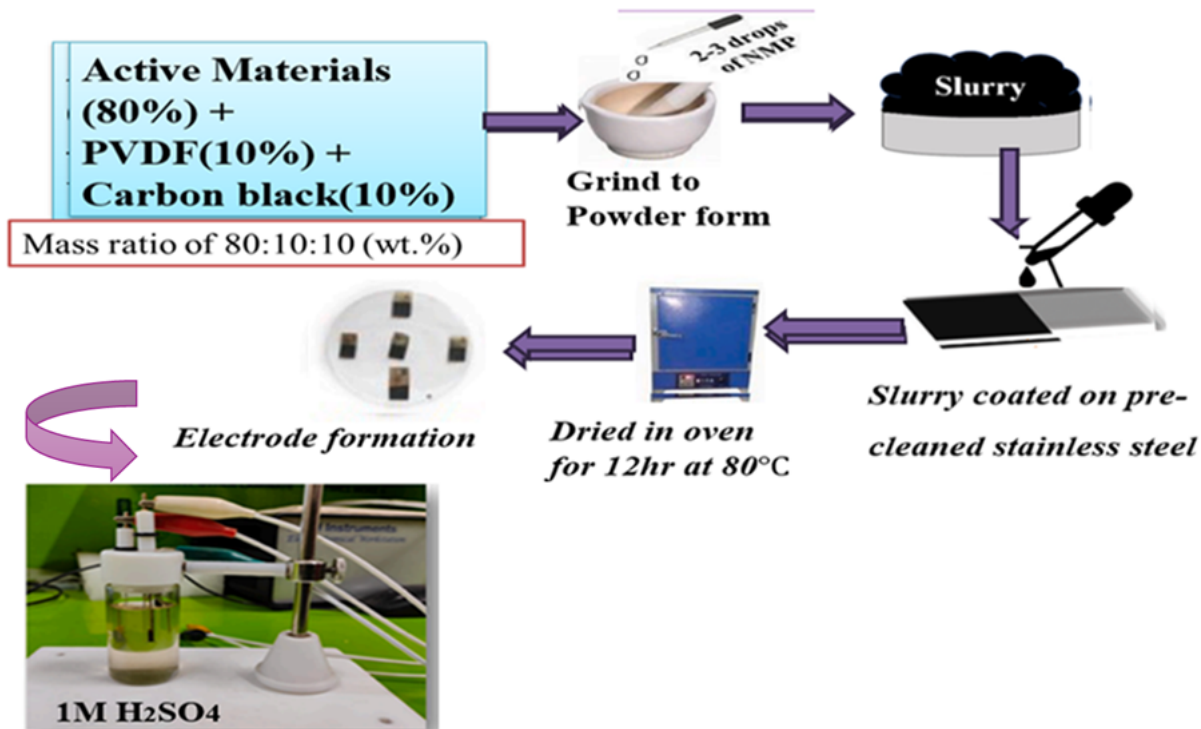 Active Materials
(80%) +
PVDF(10%) +
Carbon black(10%)
Mass ratio of 80:10:10 (wt.%)
2-3 drops
of NMP
Grind to
Powder form
Slurry
Slurry coated on pre-
cleaned stainless steel
Dried in oven
for 12hr at 80°C
Electrode formation
Instruments
Workstation
1M H₂SO4